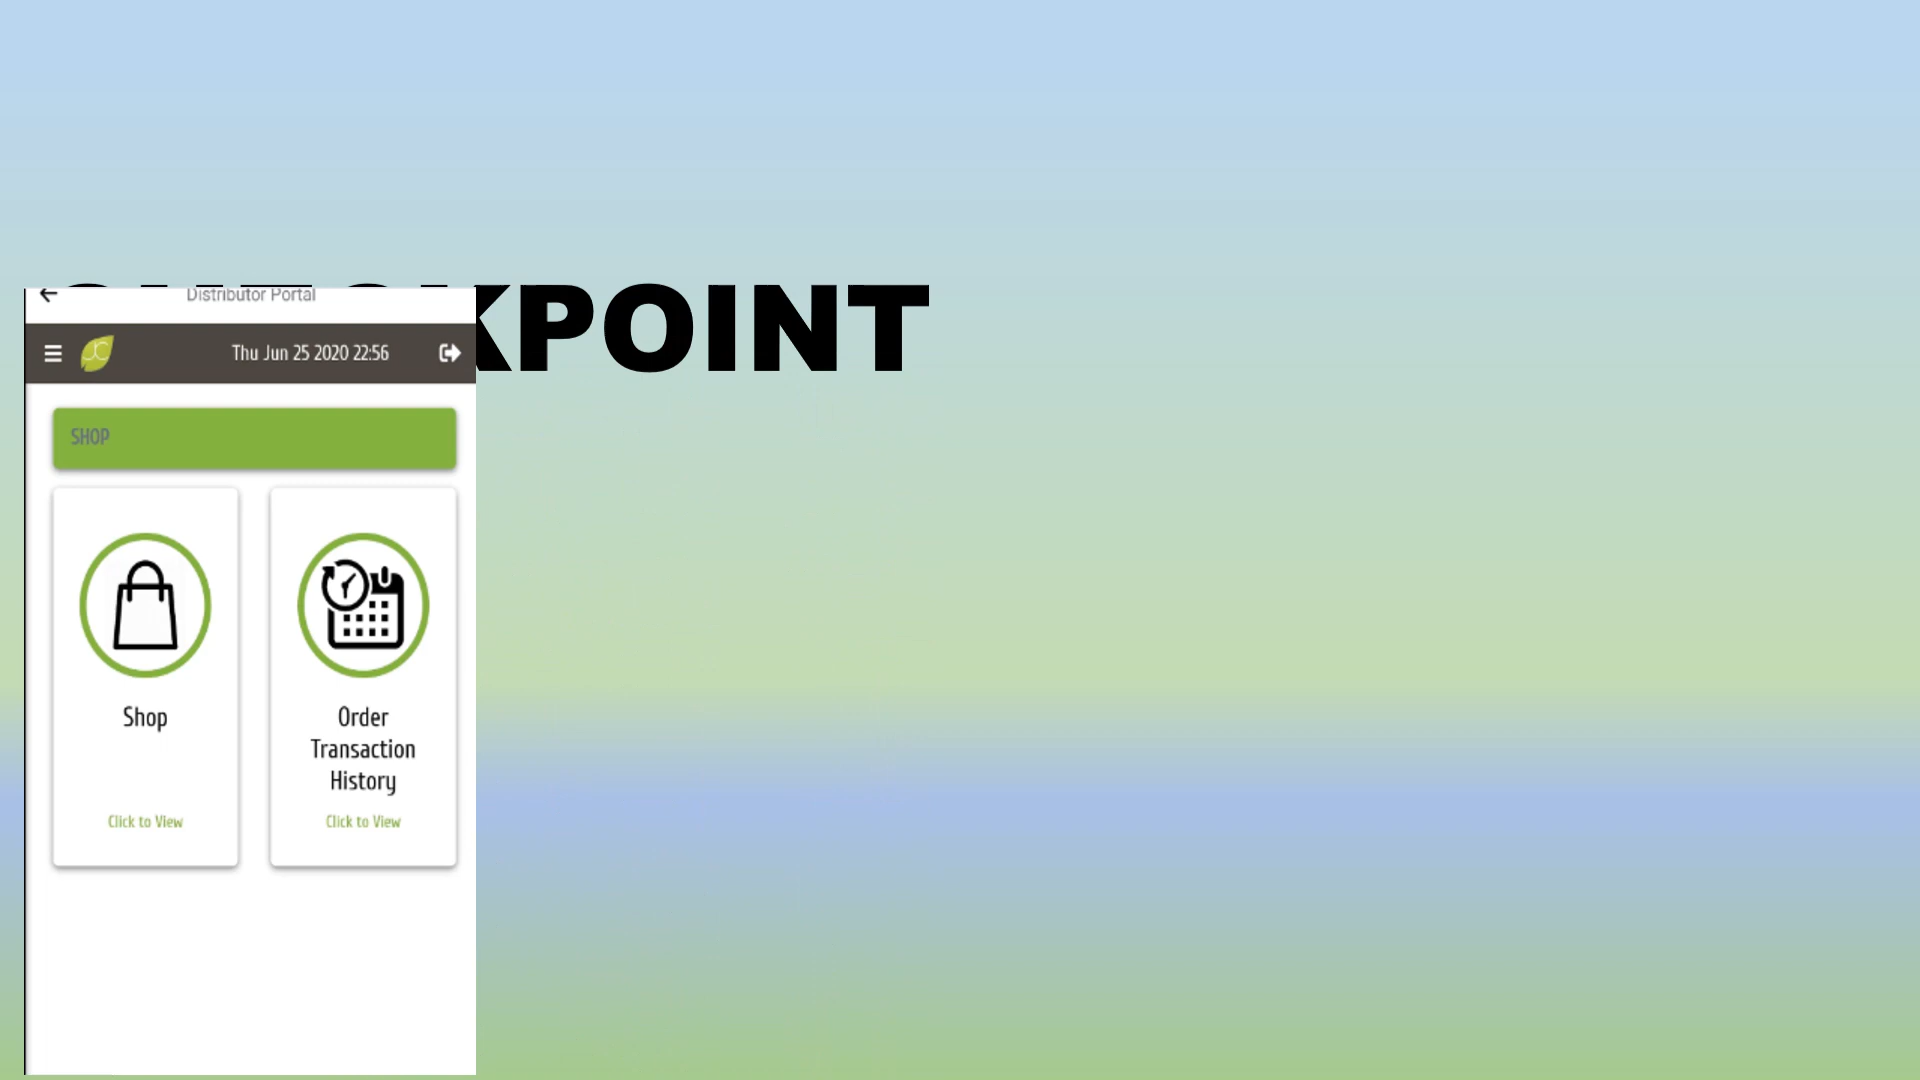 KPOINT
Distributor Portal
Thu Jun 25 2020 22:56
SHOP
Shop
Order
Transaction
History
Click to View
Click to View